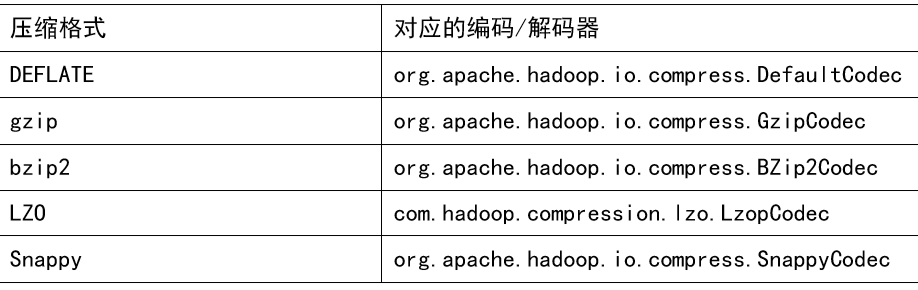 压缩格式 对应的编码/解码器
DEFLATE org.apache.hadoop.io.compress.DefaultCodec
gzip org.apache.hadoop.io.compress.GzipCodec
bzip2 org.apache.hadoop.io.compress.BZip2Codec
LZO com.hadoop.compression.lzo.LzopCodec
Snappy org.apache.hadoop.io.compress.SnappyCodec